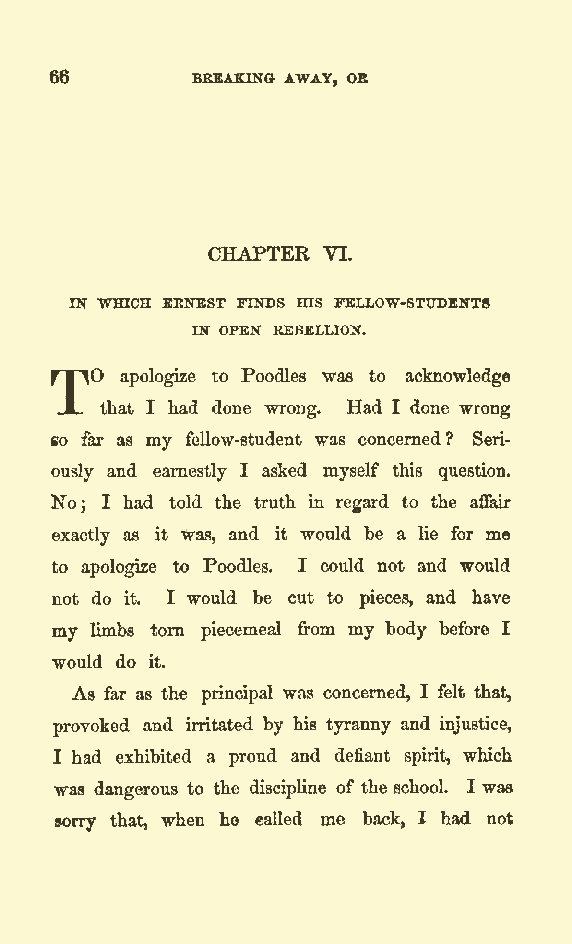 66 BREAKING AWAY, OR
CHAPTER VI.
IN WHICH ERNEST FINDS HIS FELLOW-STUDENTS
IN OPEN REBELLION.
TO apologize to Poodles was to acknowledge
that I had done wrong. Had I done wrong
so far as my fellow-student was concerned? Seri-
ously and earnestly I asked myself this question.
No; I had told the truth in regard to the affair
exactly as it was, and it would be a lie for me
to apologize to Poodles. I could not and would
not do it. I would be cut to pieces, and have
my limbs torn piecemeal from my body before I
would do it.
As far as the principal was concerned, I felt that,
provoked and irritated by his tyranny and injustice,
I had exhibited a proud and defiant spirit, which
was dangerous to the discipline of the school. I was
sorry that, when he called me back, I had not